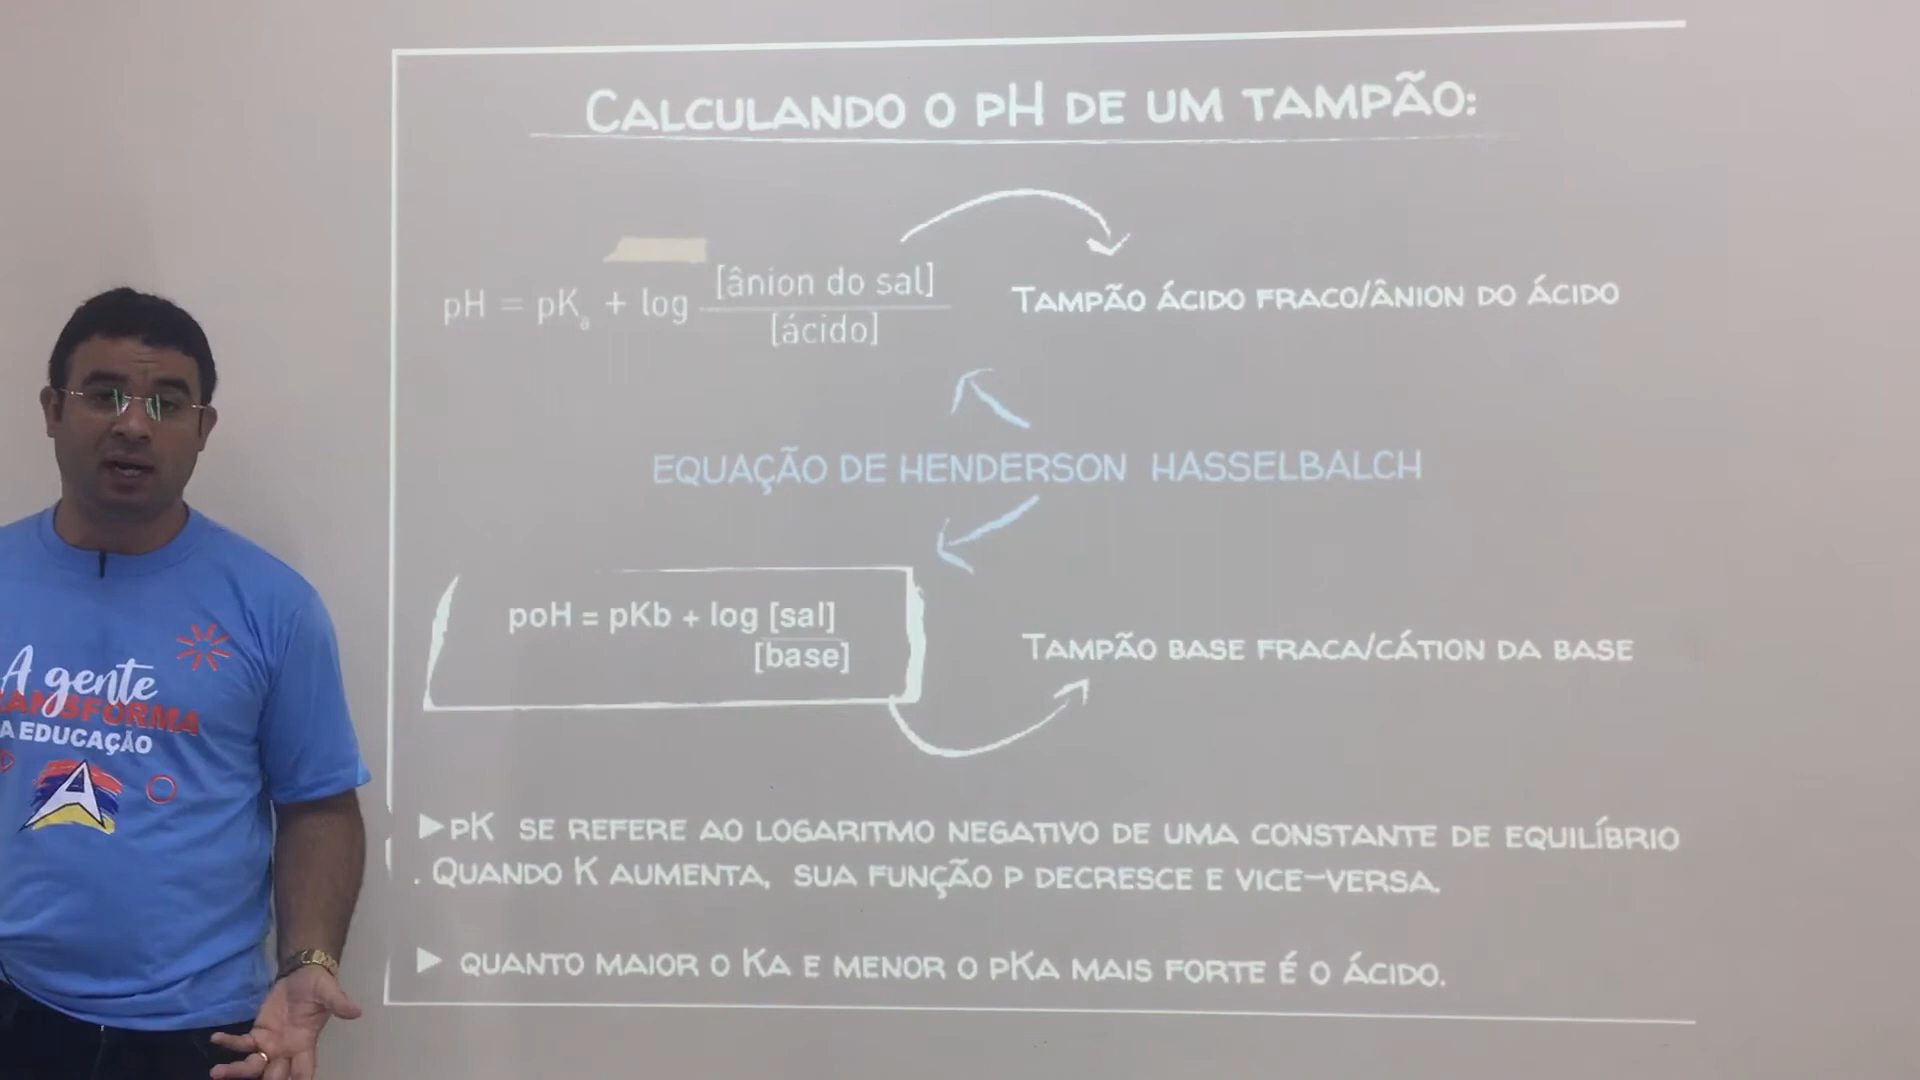 CALCULANDO O pH DE UM TAMPÃO:
pH = pKa + log [ânion do sal]
[ácido]
TAMPÃO ÁCIDO FRACO/ÂNION DO ÁCIDO
EQUAÇÃO DE HENDERSON HASSELBALCH
poH = pKb + log [sal]
[base]
TAMPÃO BASE FRACA/CÁTION DA BASE
►pK SE REFERE AO LOGARITMO NEGATIVO DE UMA CONSTANTE DE EQUILÍBRIO
. QUANDO K AUMENTA, SUA FUNÇÃO P DECRESCE E VICE-VERSA.
► QUANTO MAIOR O KA E MENOR O PKA MAIS FORTE É O ÁCIDO.
A gente
A EDUCAÇÃO